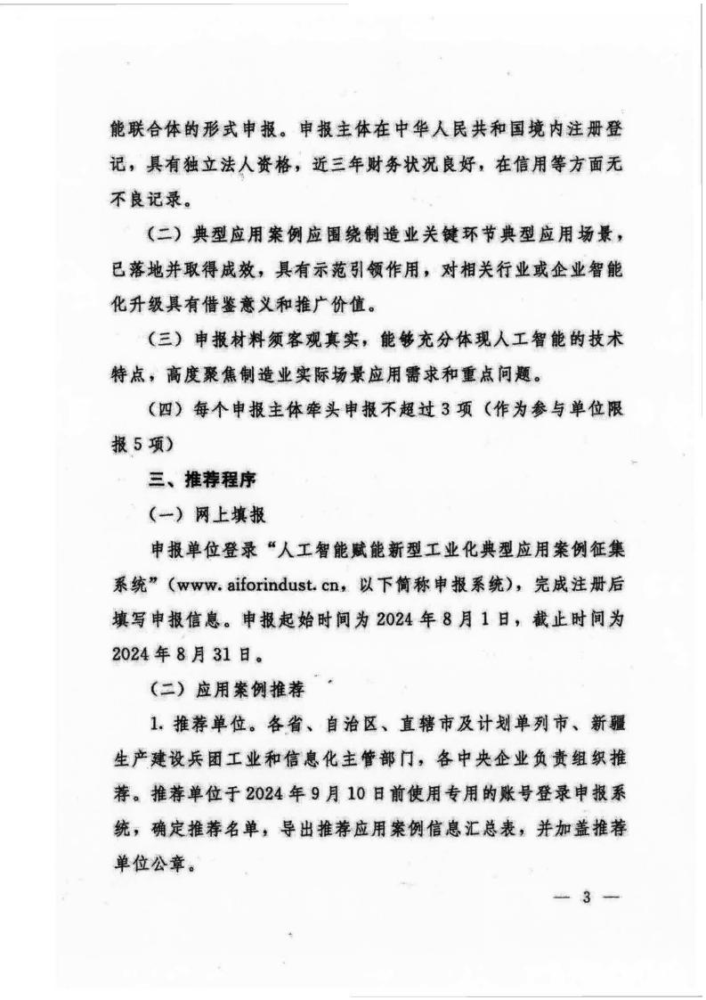 能联合体的形式申报。申报主体在中华人民共和国境内注册登
记，具有独立法人资格，近三年财务状况良好，在信用等方面无
不良记录。
（二）典型应用案例应围绕制造业关键环节典型应用场景，
已落地并取得成效，具有示范引领作用，对相关行业或企业智能
化升级具有借鉴意义和推广价值。
（三）申报材料须客观真实，能够充分体现人工智能的技术
特点，高度聚焦制造业实际场景应用需求和重点问题。
（四）每个申报主体牵头申报不超过3项（作为参与单位限
报5项）
三、推荐程序
（一）网上填报
申报单位登录“人工智能赋能新型工业化典型应用案例征集
系统”（www.aiforindust.cn，以下简称申报系统），完成注册后
填写申报信息。申报起始时间为2024年8月1日，截止时间为
2024年8月31日。
（二）应用案例推荐
1. 推荐单位。各省、自治区、直辖市及计划单列市、新疆
生产建设兵团工业和信息化主管部门，各中央企业负责组织推
荐。推荐单位于2024年9月10日前使用专用的账号登录申报系
统，确定推荐名单，导出推荐应用案例信息汇总表，并加盖推荐
单位公章。
— 3 —